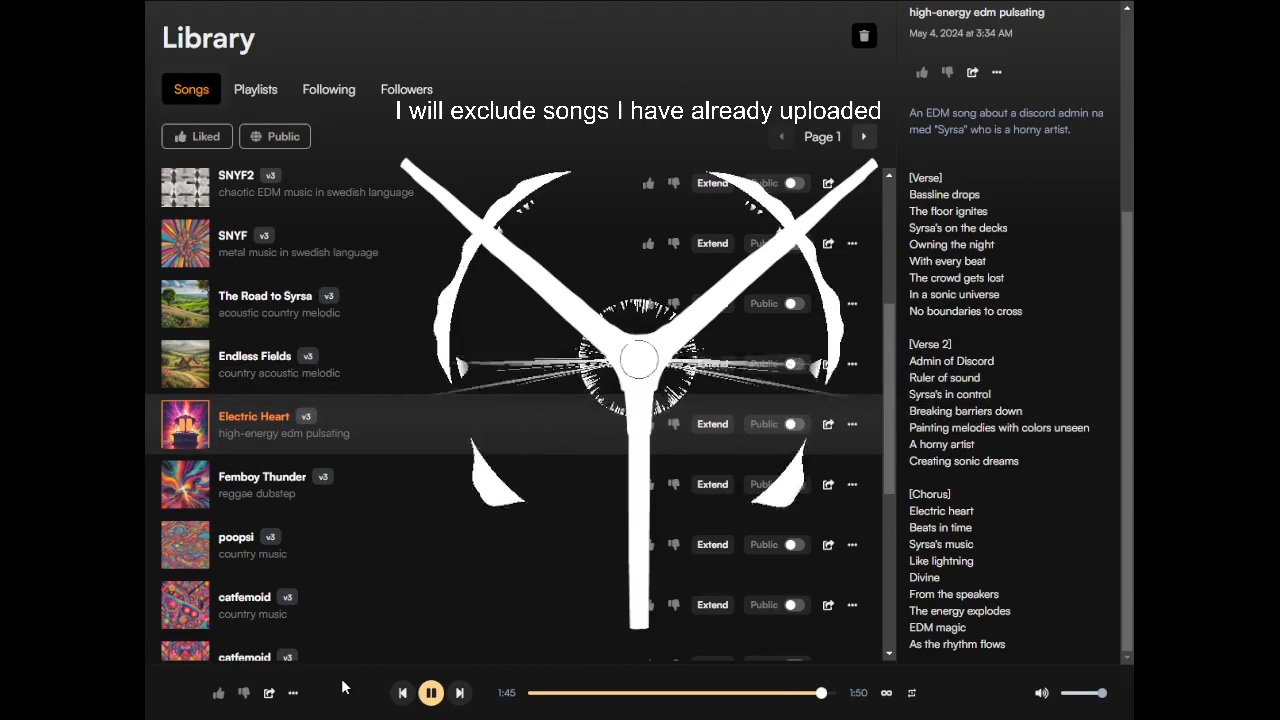 Library
Songs
Playlists
Following
Followers
I will exclude songs I have already uploaded
Liked
Public
Page 1
SNYF2 v3
chaotic EDM music in swedish language
Extend
Public
SNYF v3
metal music in swedish language
Extend
Public
The Road to Syrsa v3
acoustic country melodic
Public
Endless Fields v3
country acoustic melodic
Public
Electric Heart v3
high-energy edm pulsating
Extend
Public
Femboy Thunder v3
reggae dubstep
Extend
Public
poopsi v3
country music
Extend
Public
catfemoid v3
country music
Extend
Public
catfemoid v3
1:45
1:50
high-energy edm pulsating
May 4, 2024 at 3:34 AM
An EDM song about a discord admin na
med "Syrsa" who is a horny artist.
[Verse]
Bassline drops
The floor ignites
Syrsa's on the decks
Owning the night
With every beat
The crowd gets lost
In a sonic universe
No boundaries to cross
[Verse 2]
Admin of Discord
Ruler of sound
Syrsa's in control
Breaking barriers down
Painting melodies with colors unseen
A horny artist
Creating sonic dreams
[Chorus]
Electric heart
Beats in time
Syrsa's music
Like lightning
Divine
From the speakers
The energy explodes
EDM magic
As the rhythm flows